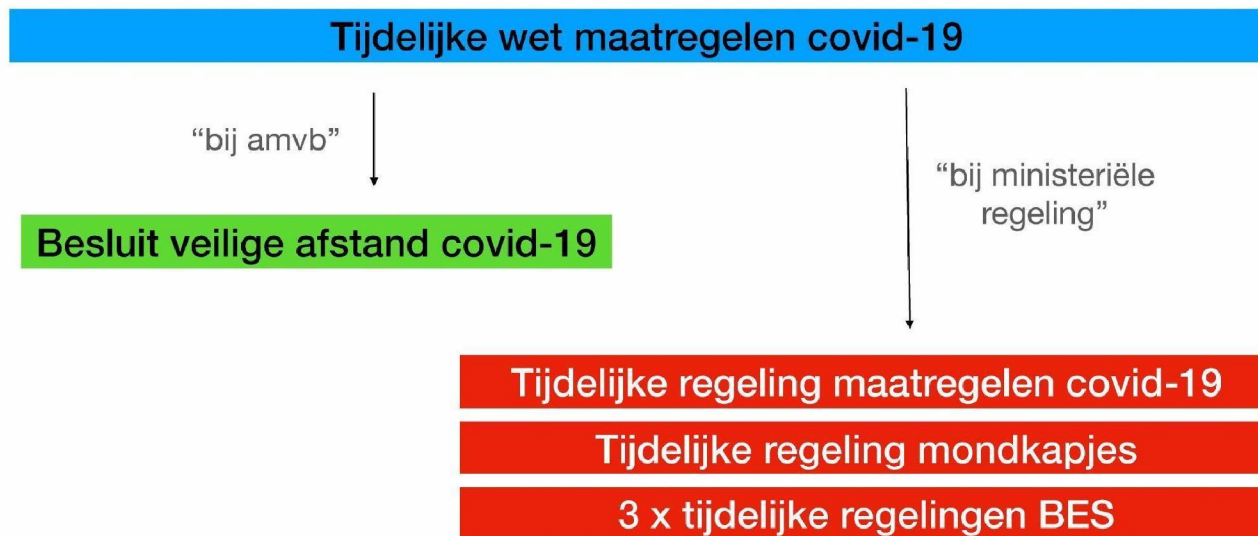 Tijdelijke wet maatregelen covid-19
“bij amvb”
“bij ministeriële
regeling”
Besluit veilige afstand covid-19
Tijdelijke regeling maatregelen covid-19
Tijdelijke regeling mondkapjes
3 x tijdelijke regelingen BES